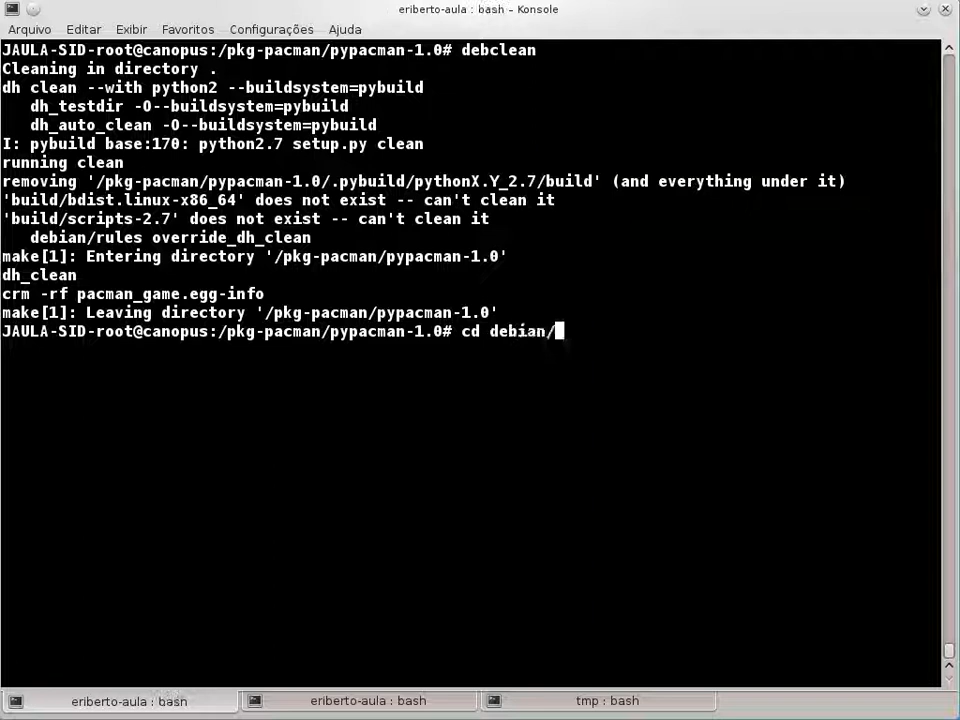 eriberto-aula : bash – Konsole
Arquivo Editar Exibir Favoritos Configurações Ajuda
JAULA-SID-root@canopus:/pkg-pacman/pypacman-1.0# debclean
Cleaning in directory .
dh clean --with python2 --buildsystem=pybuild
dh_testdir -O--buildsystem=pybuild
dh_auto_clean -O--buildsystem=pybuild
I: pybuild base:170: python2.7 setup.py clean
running clean
removing '/pkg-pacman/pypacman-1.0/.pybuild/pythonX.Y_2.7/build' (and everything under it)
'build/bdist.linux-x86_64' does not exist -- can't clean it
'build/scripts-2.7' does not exist -- can't clean it
debian/rules override_dh_clean
make[1]: Entering directory '/pkg-pacman/pypacman-1.0'
dh_clean
crm -rf pacman_game.egg-info
make[1]: Leaving directory '/pkg-pacman/pypacman-1.0'
JAULA-SID-root@canopus:/pkg-pacman/pypacman-1.0# cd debian/
eriberto-aula : bash eriberto-aula : bash tmp : bash